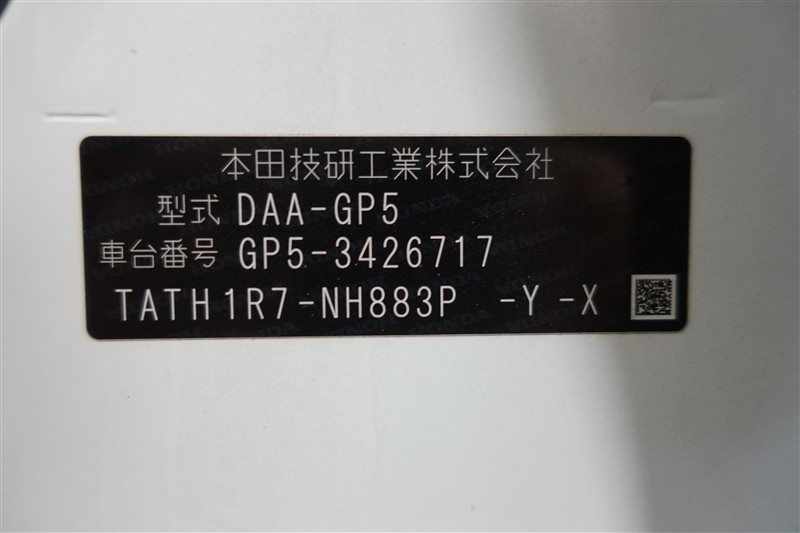 本田技研工業株式会社
型式 DAA-GP5
車台番号 GP5-3426717
TATH1R7-NH883P -Y-X